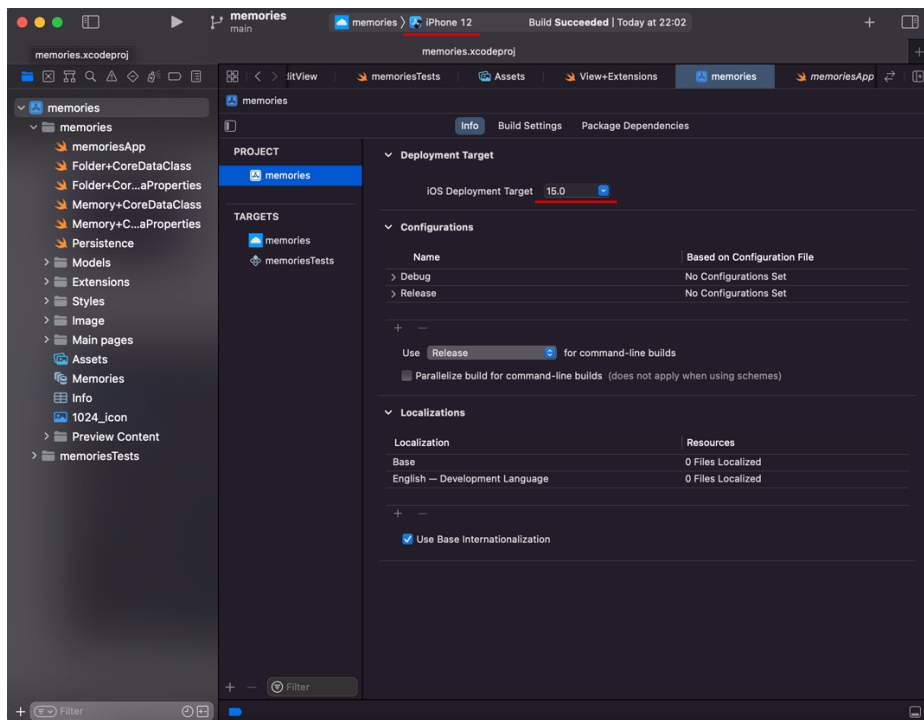 memories
main
memories
iPhone 12
Build Succeeded | Today at 22:02
memories.xcodeproj
memories.xcodeproj
litView
memoriesTests
Assets
View+Extensions
memories
memoriesApp
memories
memories
memories
memoriesApp
Folder+CoreDataClass
Folder+Cor...aProperties
Memory+CoreDataClass
Memory+C...aProperties
Persistence
Models
Extensions
Styles
Image
Main pages
Assets
Memories
Info
1024_icon
Preview Content
memoriesTests
Filter
Info Build Settings Package Dependencies
PROJECT
memories
TARGETS
memories
memoriesTests
Filter
Deployment Target
iOS Deployment Target 15.0
Configurations
Name Based on Configuration File
Debug No Configurations Set
Release No Configurations Set
Use Release for command-line builds
Parallelize build for command-line builds (does not apply when using schemes)
Localizations
Localization Resources
Base 0 Files Localized
English — Development Language 0 Files Localized
Use Base Internationalization